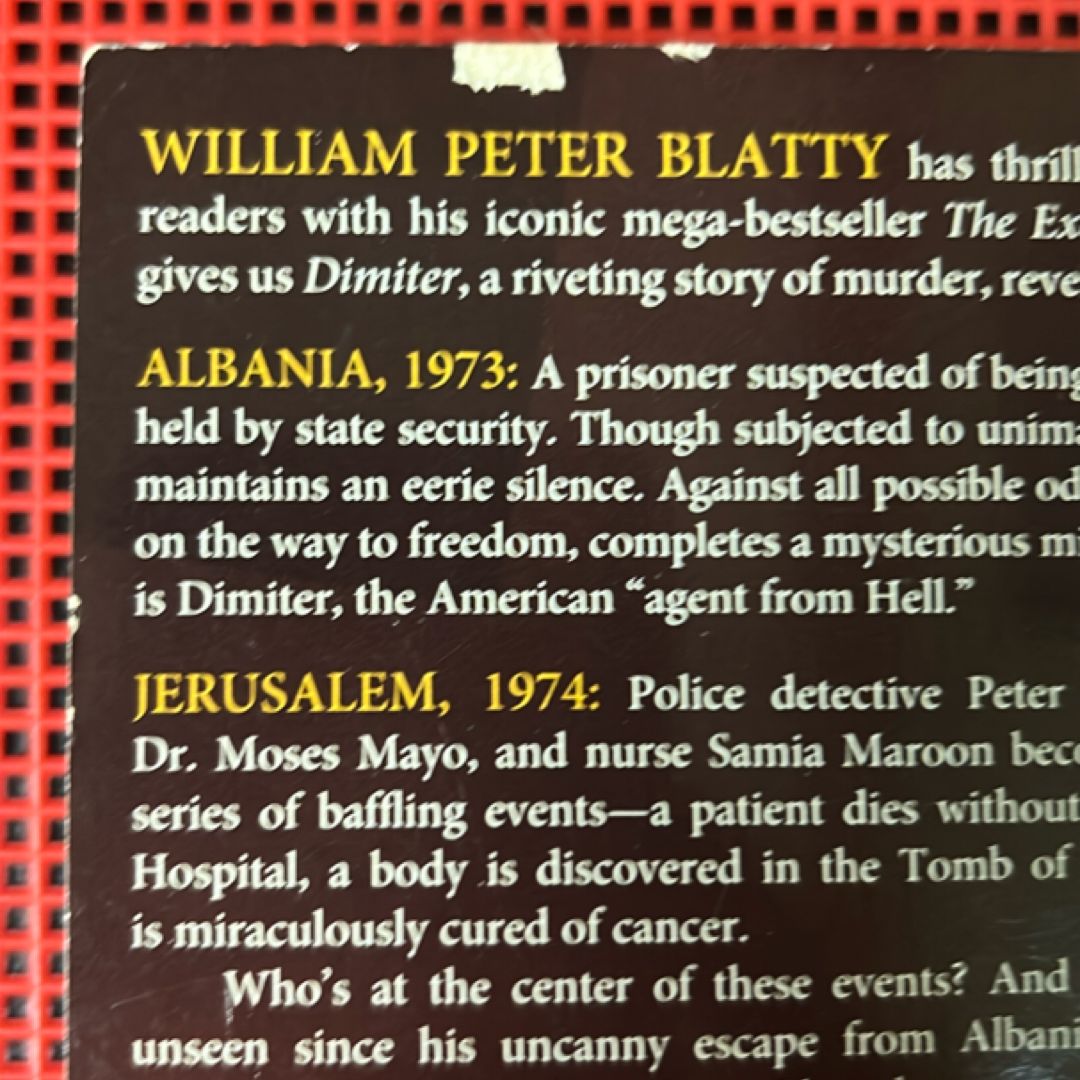 WILLIAM PETER BLATTY has thrill
readers with his iconic mega-bestseller The Ex
gives us Dimiter, a riveting story of murder, reve
ALBANIA, 1973: A prisoner suspected of being
held by state security. Though subjected to unima
maintains an eerie silence. Against all possible od
on the way to freedom, completes a mysterious mi
is Dimiter, the American “agent from Hell.”
JERUSALEM, 1974: Police detective Peter
Dr. Moses Mayo, and nurse Samia Maroon beco
series of baffling events—a patient dies without
Hospital, a body is discovered in the Tomb of
is miraculously cured of cancer.
Who’s at the center of these events? And
unseen since his uncanny escape from Albani